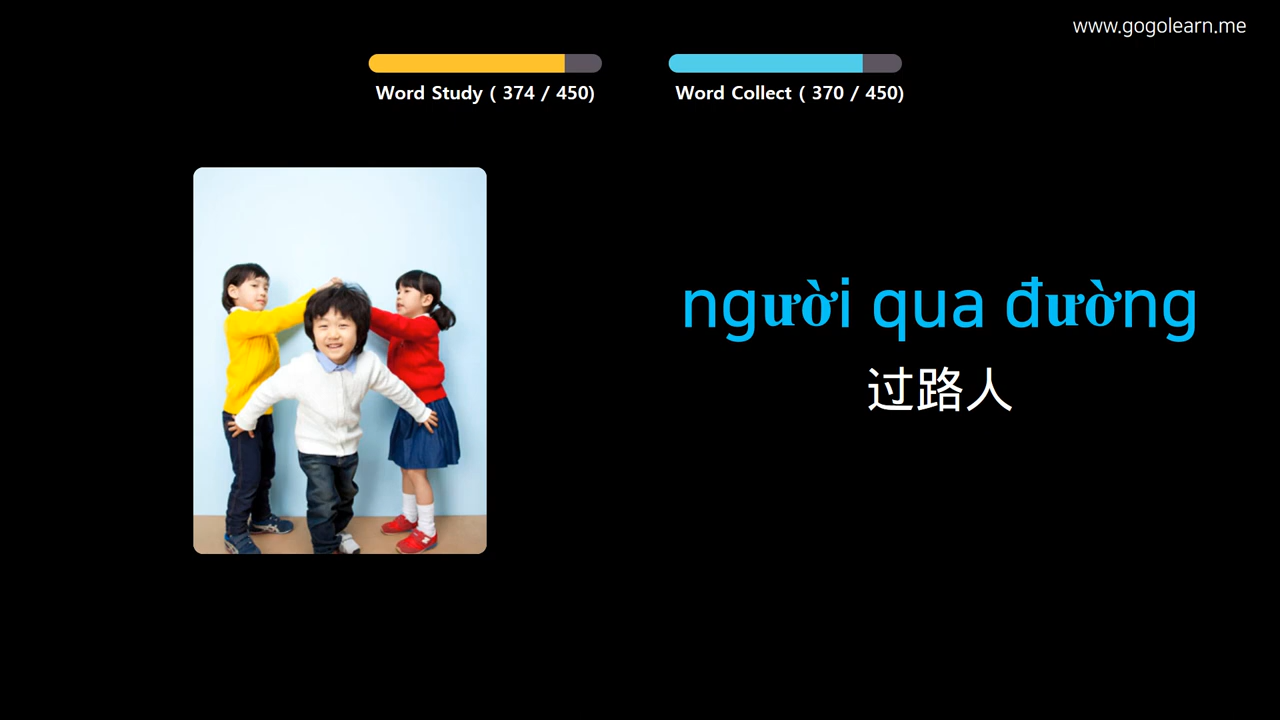 www.gogolearn.me
Word Study ( 374 / 450)
Word Collect ( 370 / 450)
người qua đường
过路人